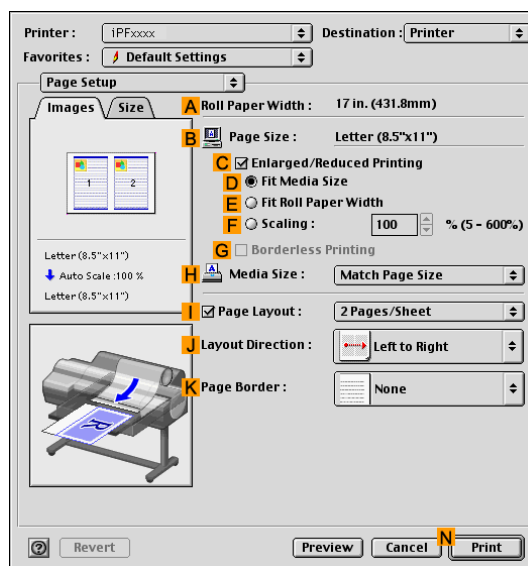 Printer : iPFxxxx Destination : Printer
Favorites : Default Settings
Page Setup
Images Size
A Roll Paper Width : 17 in. (431.8mm)
B Page Size : Letter (8.5"x11")
C Enlarged/Reduced Printing
D Fit Media Size
E Fit Roll Paper Width
F Scaling : 100 % (5 - 600%)
G Borderless Printing
H Media Size : Match Page Size
I Page Layout : 2 Pages/Sheet
J Layout Direction : Left to Right
K Page Border : None
1 2
Letter (8.5"x11")
Auto Scale :100 %
Letter (8.5"x11")
R
Revert Preview Cancel N Print